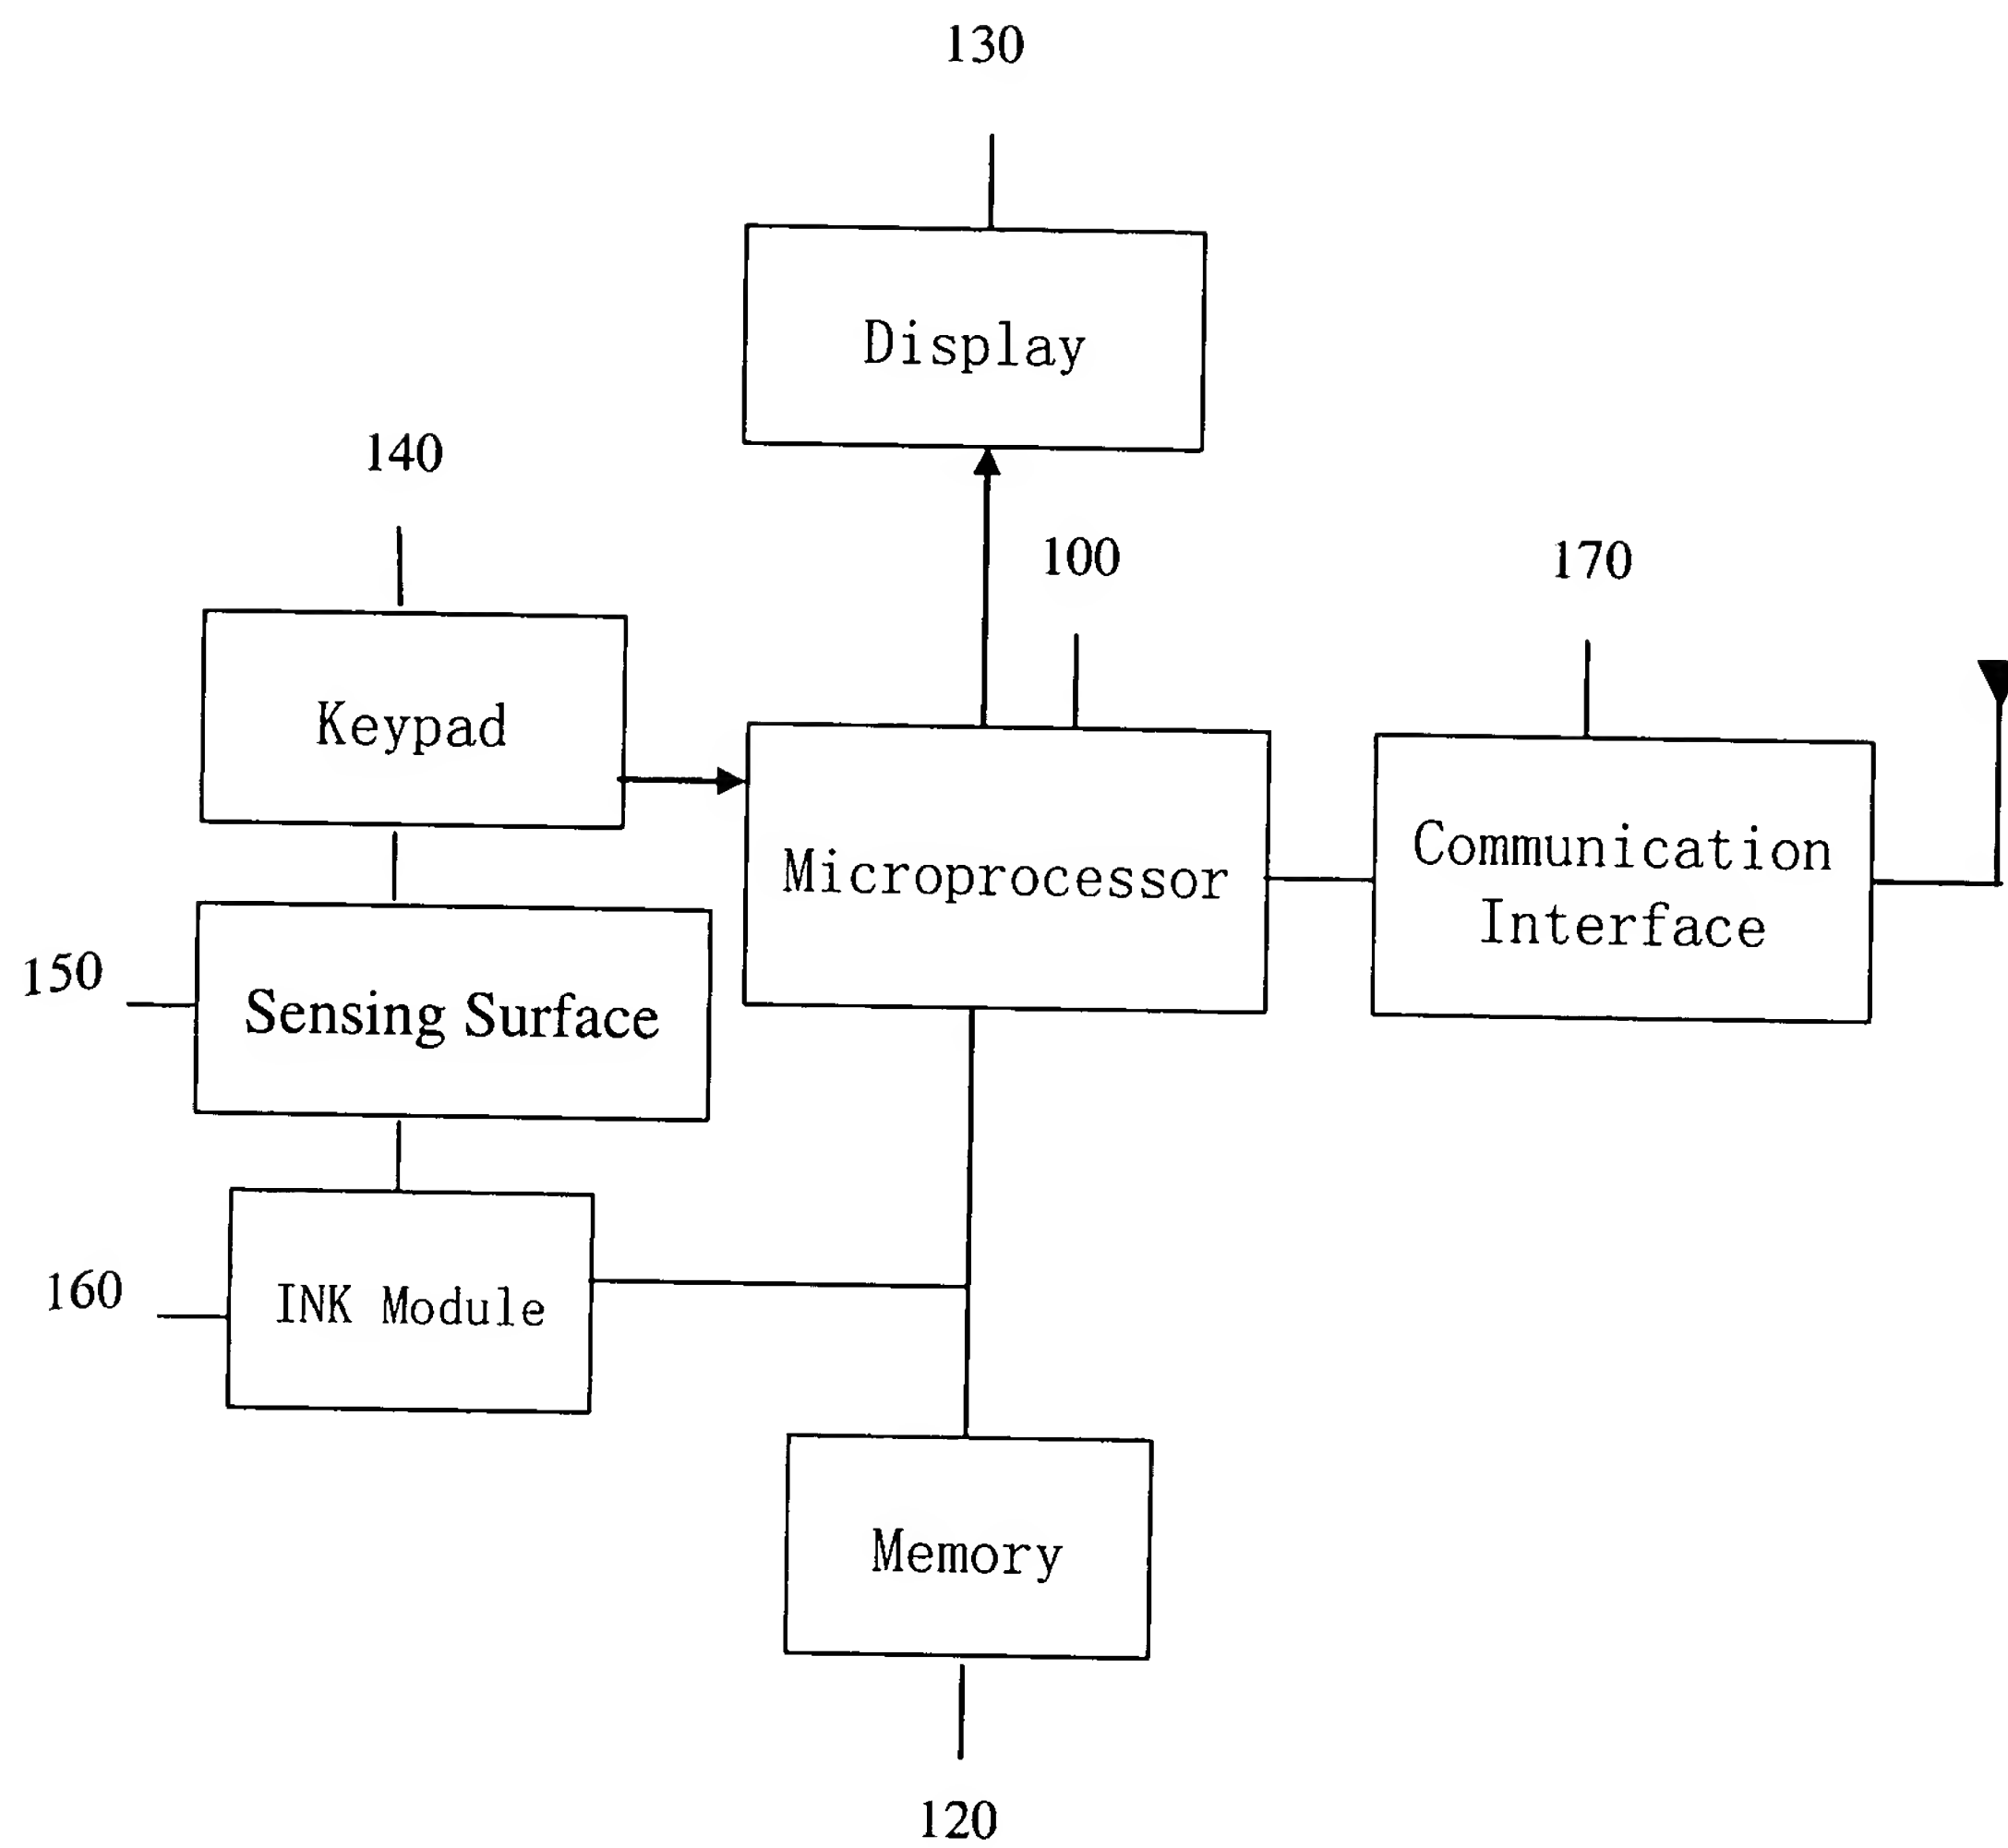 130
Display
140
100
170
Keypad
Microprocessor
Communication
Interface
150
Sensing Surface
160
INK Module
Memory
120